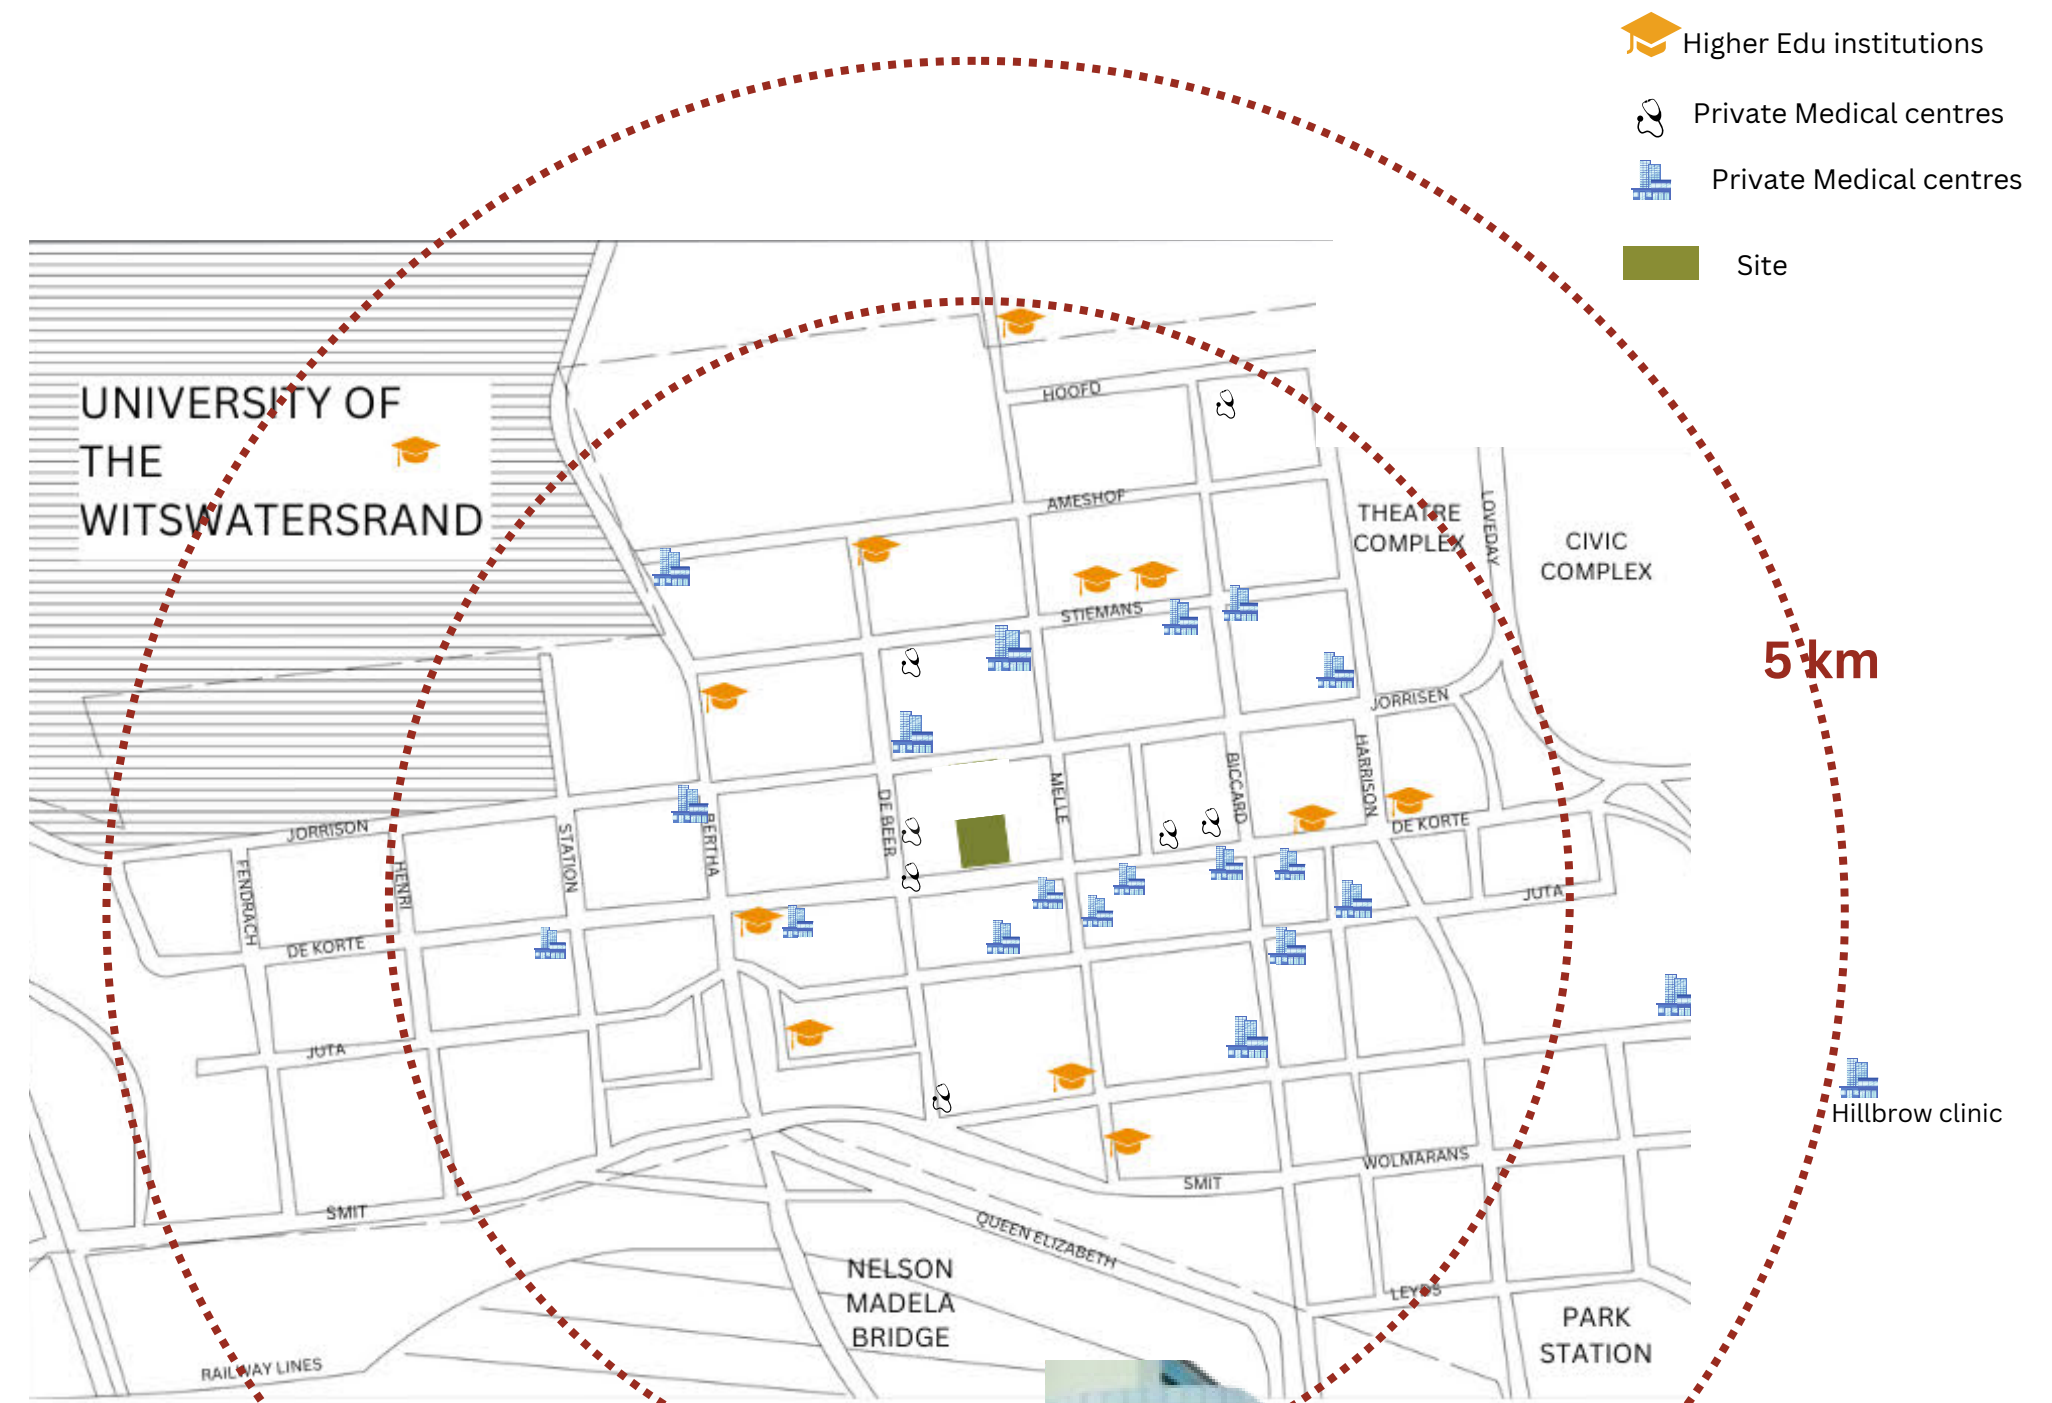 Higher Edu institutions
Private Medical centres
Private Medical centres
Site
UNIVERSITY OF
THE
WITSWATERSRAND
HOOFD
AMESHOF
THEATRE
COMPLEX
LOVEDAY
CIVIC
COMPLEX
STIEMANS
5 km
JORRISEN
HARRISON
BICCARD
MELLE
DE BEER
BERTHA
STATION
JORRISON
HENRI
FENDRACH
DE KORTE
JUTA
DE KORTE
JUTA
Hillbrow clinic
WOLMARANS
SMIT
SMIT
QUEEN ELIZABETH
NELSON
MADELA
BRIDGE
LEYDS
PARK
STATION
RAILWAY LINES